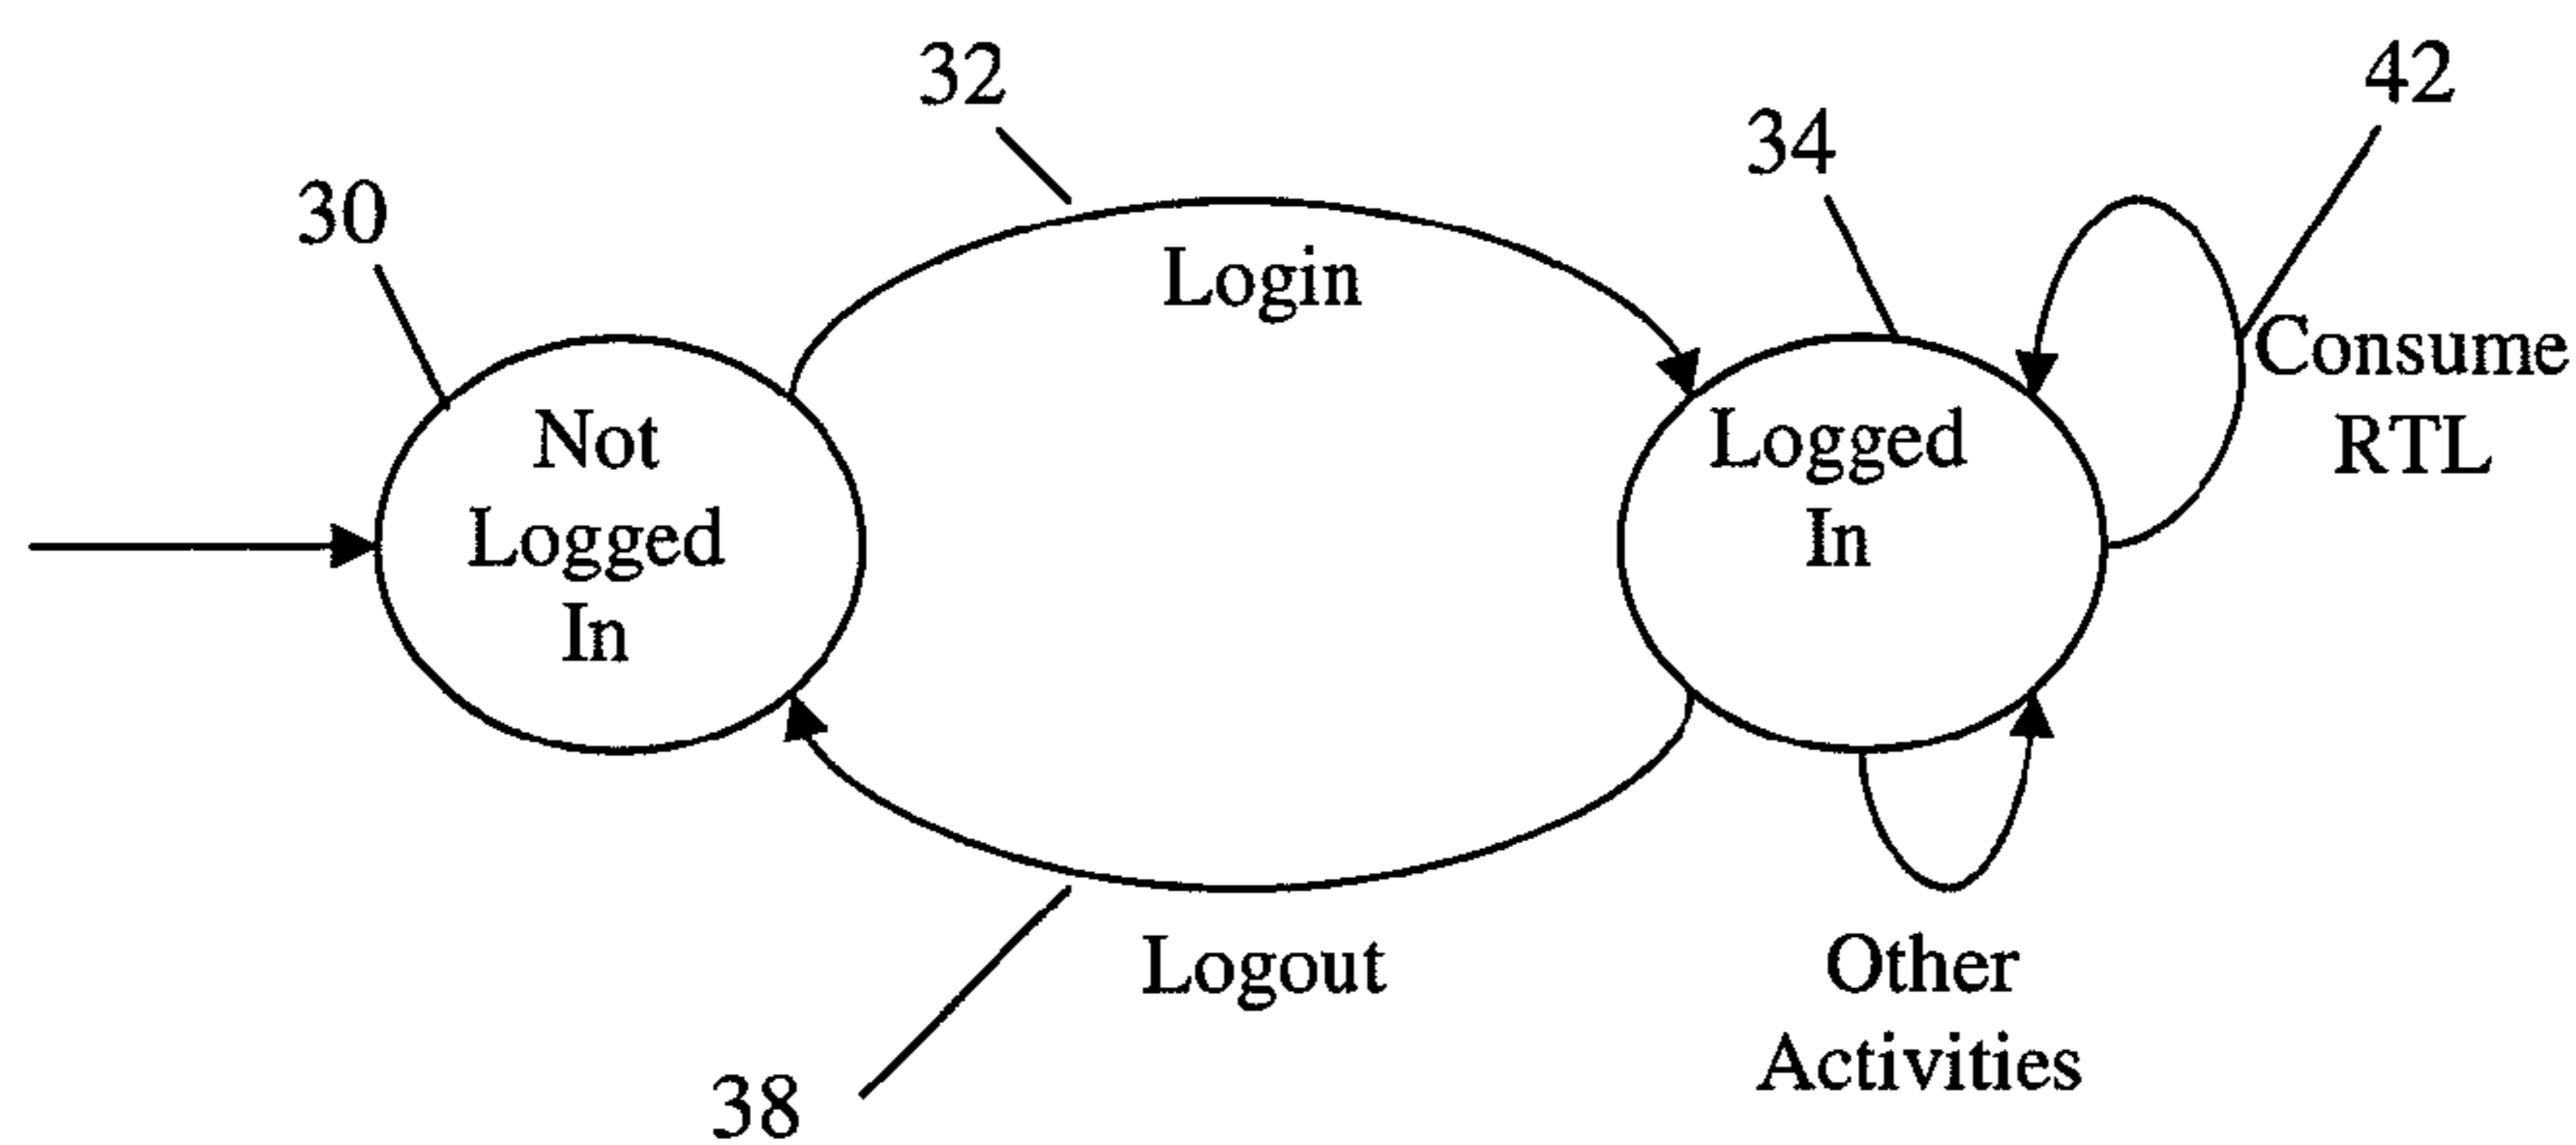 32
42
34
30
Login
Consume
RTL
Not
Logged
In
Logged
In
Logout
Other
Activities
38